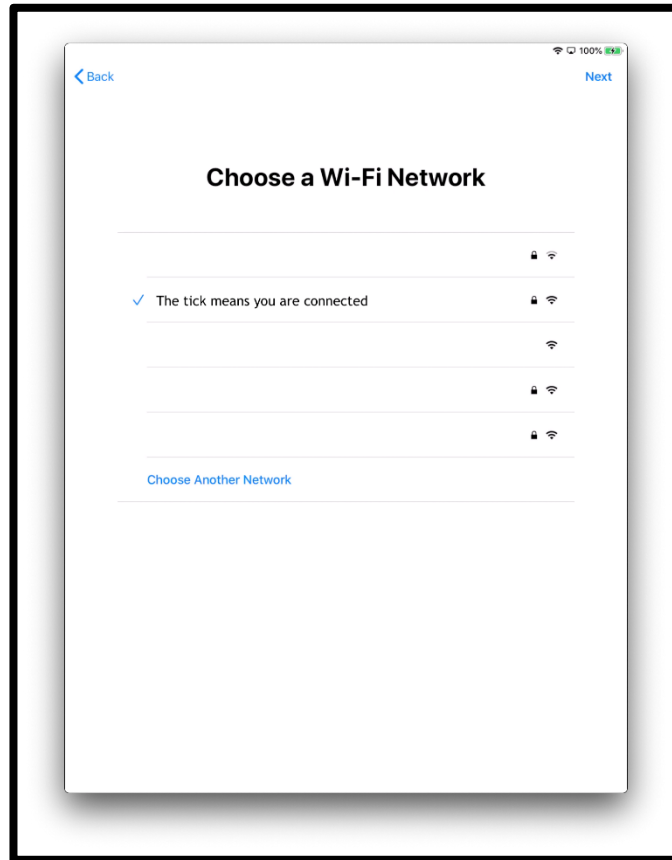 100%
Back
Next
Choose a Wi-Fi Network
The tick means you are connected
Choose Another Network